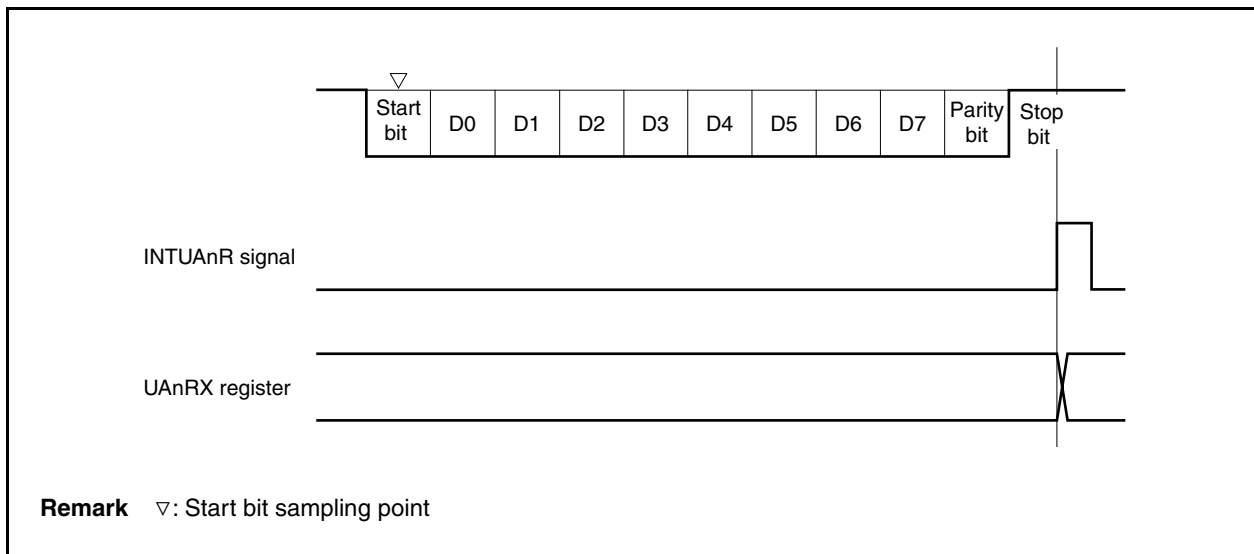 Start bit
D0
D1
D2
D3
D4
D5
D6
D7
Parity bit
Stop bit
INTUAnR signal
UAnRX register
Remark ▽: Start bit sampling point